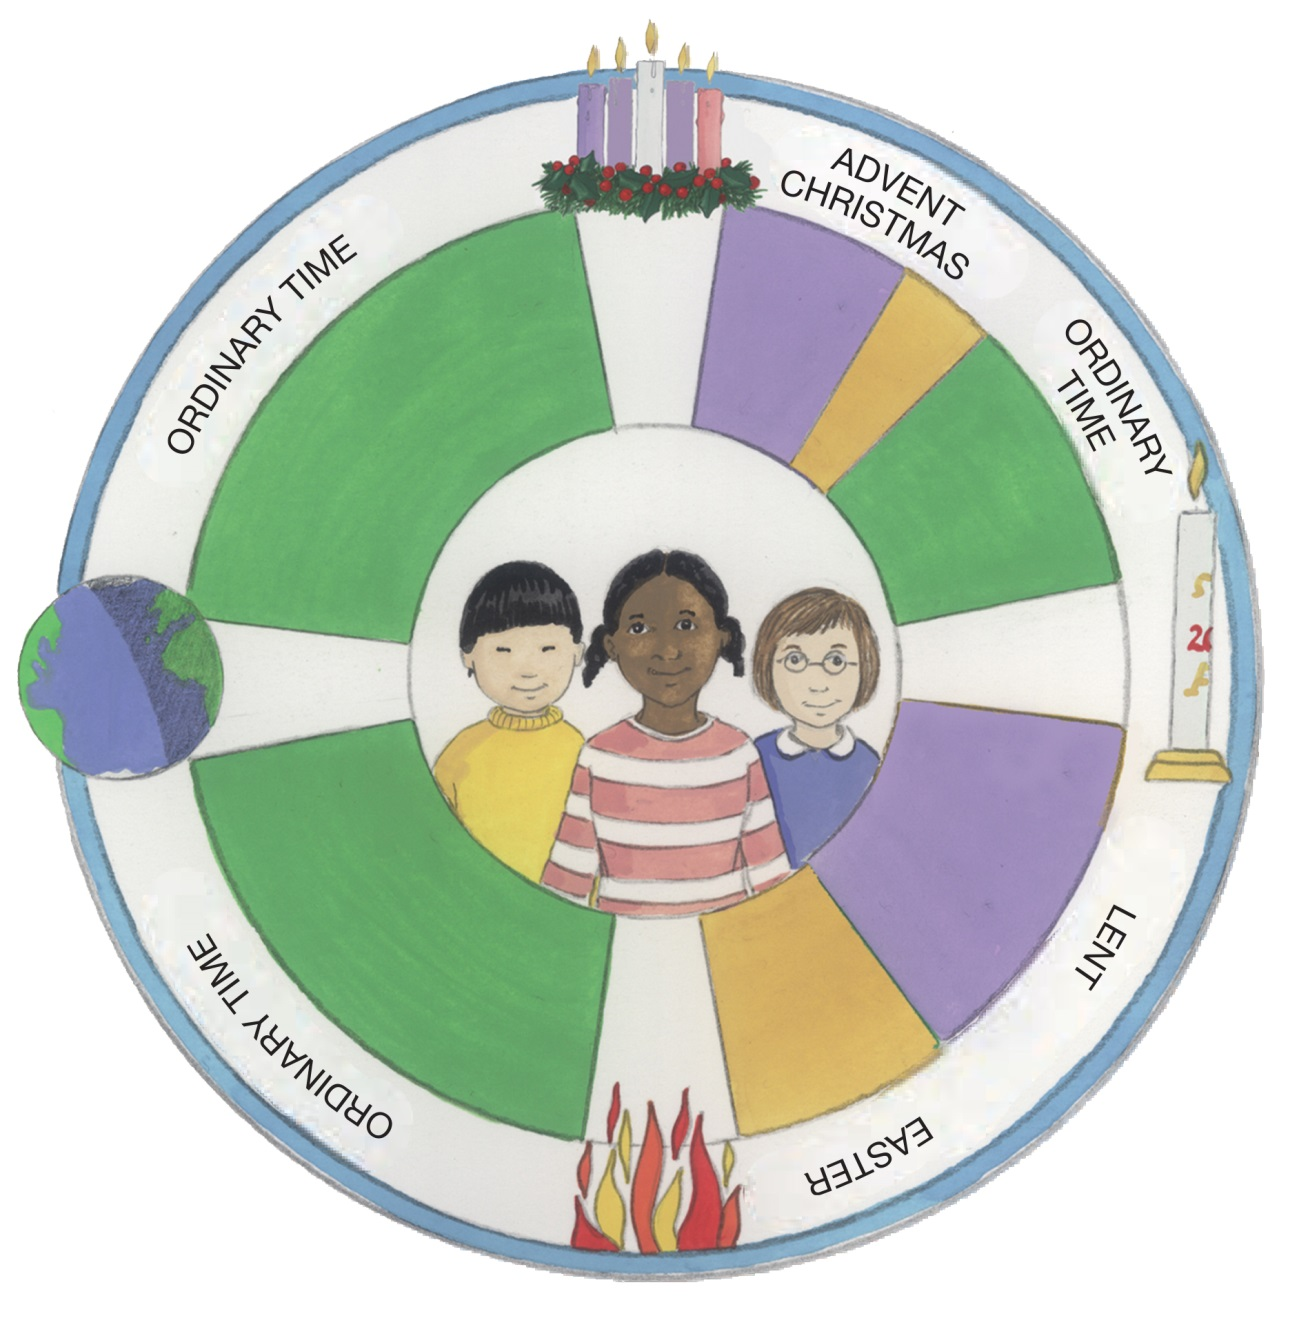 ADVENT
CHRISTMAS
ORDINARY
TIME
LENT
EASTER
ORDINARY TIME
ORDINARY TIME